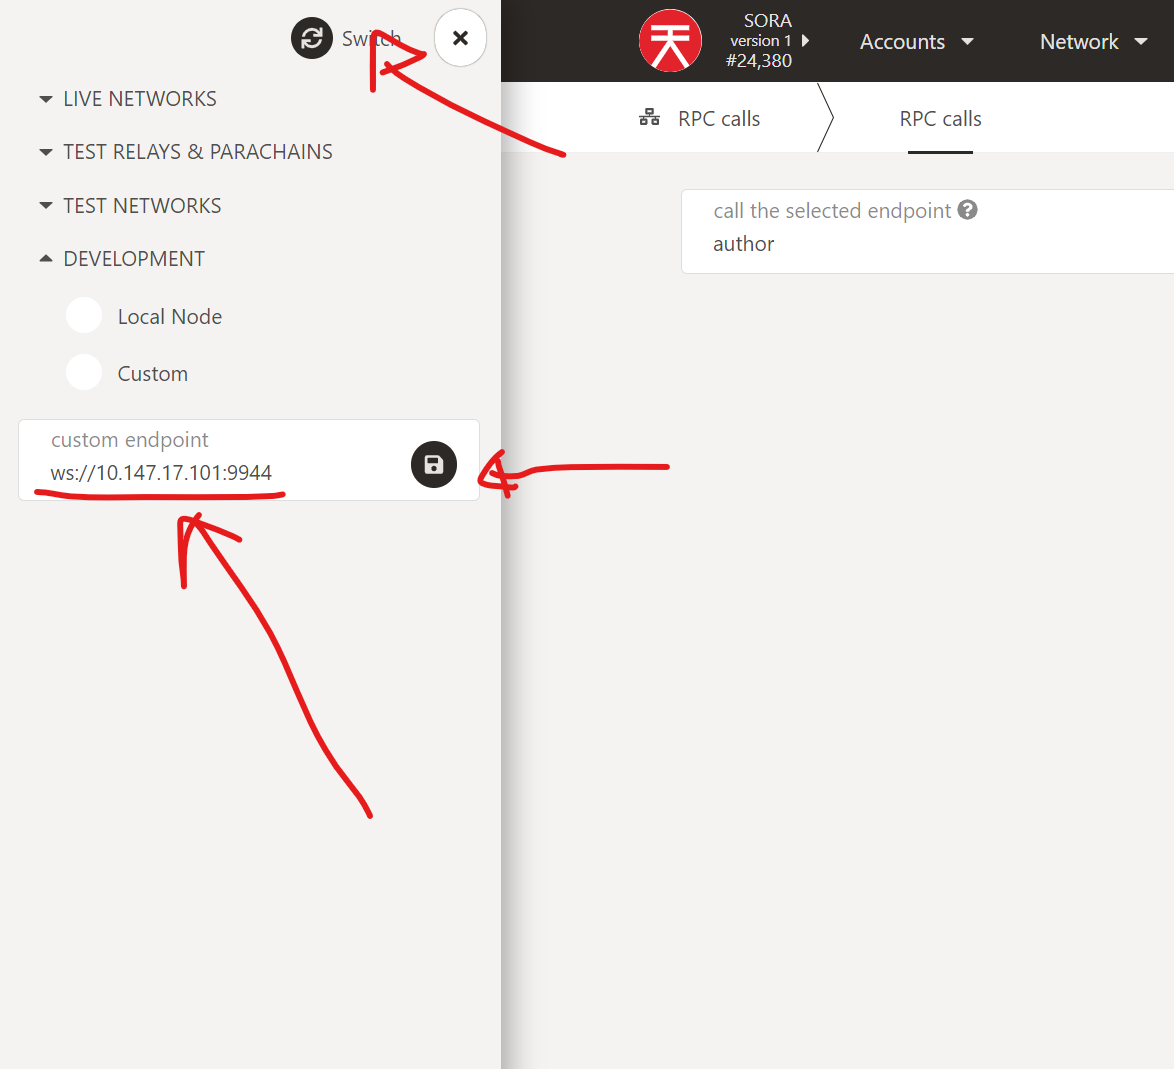 Switch
LIVE NETWORKS
TEST RELAYS & PARACHAINS
TEST NETWORKS
DEVELOPMENT
Local Node
Custom
custom endpoint
ws://10.147.17.101:9944
天
SORA
version 1
#24,380
Accounts
Network
RPC calls
RPC calls
call the selected endpoint
author